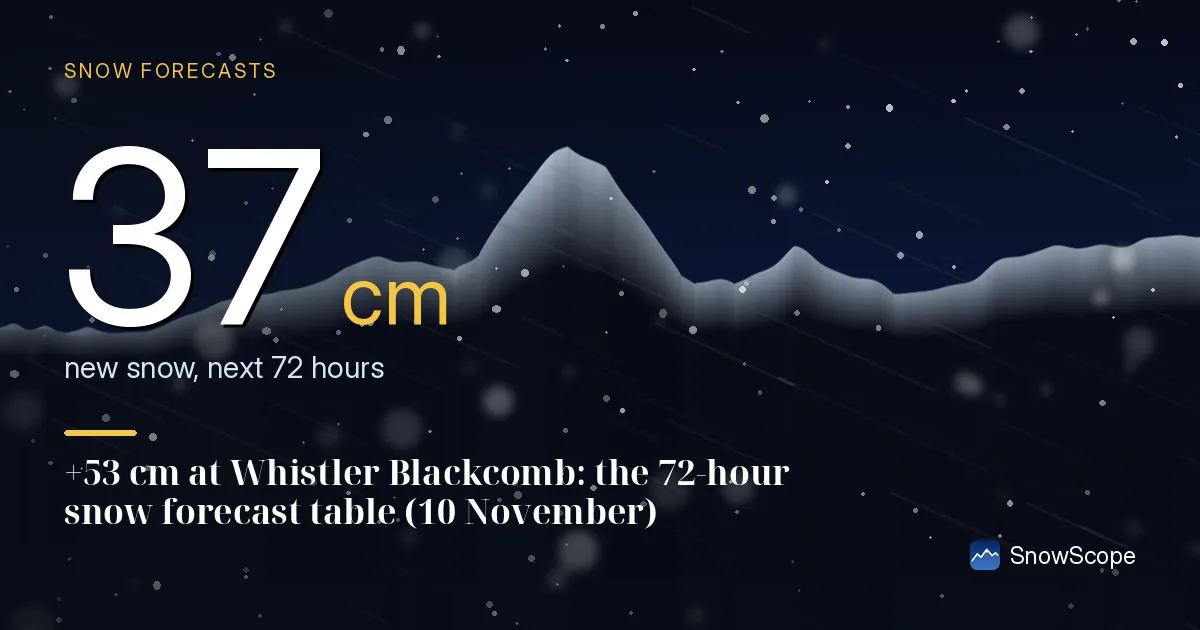 SNOW FORECASTS
37 cm
new snow, next 72 hours
+53 cm at Whistler Blackcomb: the 72-hour
snow forecast table (10 November)
SnowScope